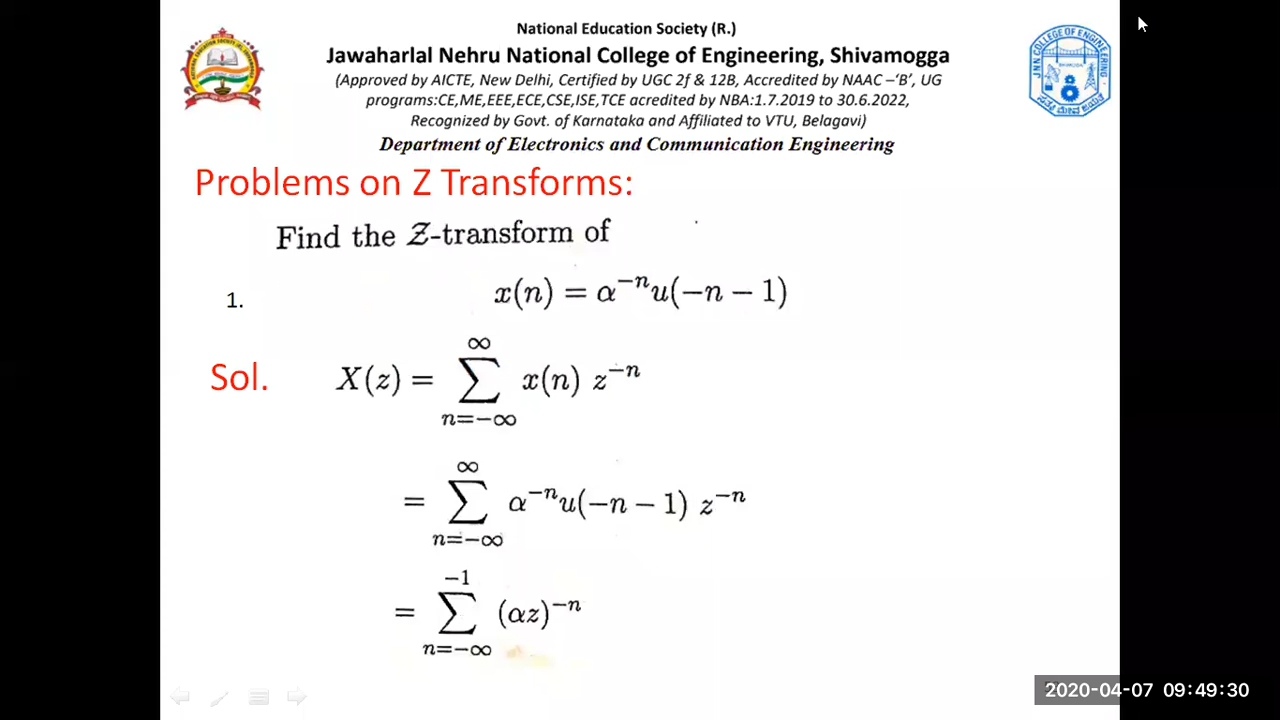 National Education Society (R.)
Jawaharlal Nehru National College of Engineering, Shivamogga
(Approved by AICTE, New Delhi, Certified by UGC 2f & 12B, Accredited by NAAC –‘B’, UG
programs:CE,ME,EEE,ECE,CSE,ISE,TCE acredited by NBA:1.7.2019 to 30.6.2022,
Recognized by Govt. of Karnataka and Affiliated to VTU, Belagavi)
Department of Electronics and Communication Engineering
Problems on Z Transforms:
Find the Z-transform of
1. x(n) = α^{−n}u(−n − 1)
Sol. X(z) = ∑_{n=−∞}^{∞} x(n) z^{−n}
= ∑_{n=−∞}^{∞} α^{−n}u(−n − 1) z^{−n}
= ∑_{n=−∞}^{−1} (αz)^{−n}
2020-04-07 09:49:30